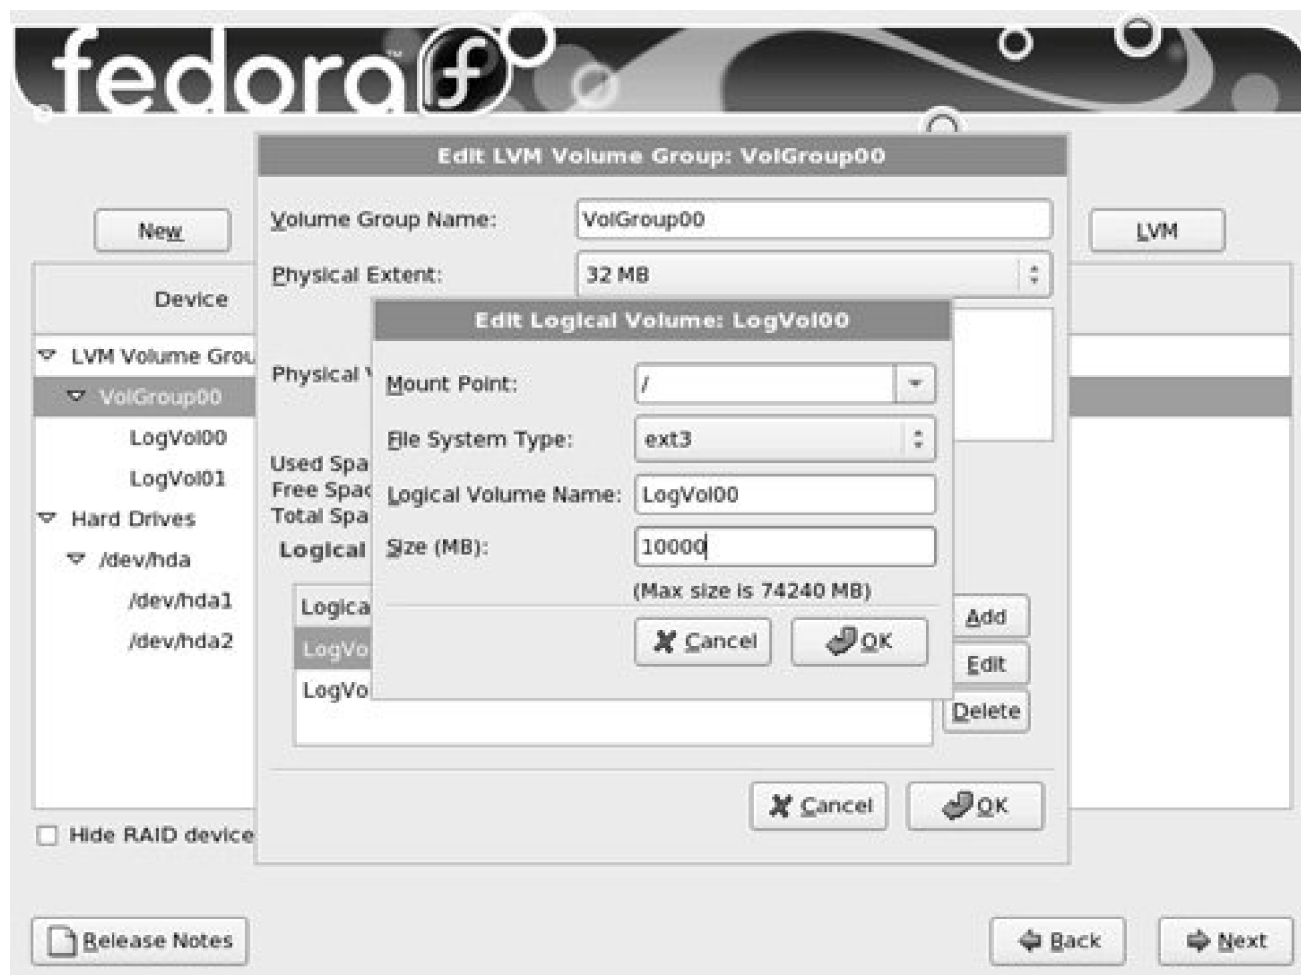 fedora f
™
Edit LVM Volume Group: VolGroup00
New
Volume Group Name: VolGroup00
LVM
Physical Extent: 32 MB
Device
Edit Logical Volume: LogVol00
LVM Volume Grou
Physical V
Mount Point: /
VolGroup00
File System Type: ext3
LogVol00
Used Spa
LogVol01
Free Spac
Logical Volume Name: LogVol00
Total Spa
Hard Drives
Logical
Size (MB): 10000
/dev/hda
(Max size is 74240 MB)
/dev/hda1
Logica
Add
/dev/hda2
LogVo
Cancel
OK
Edit
LogVo
Delete
Cancel
OK
Hide RAID device
Release Notes
Back
Next